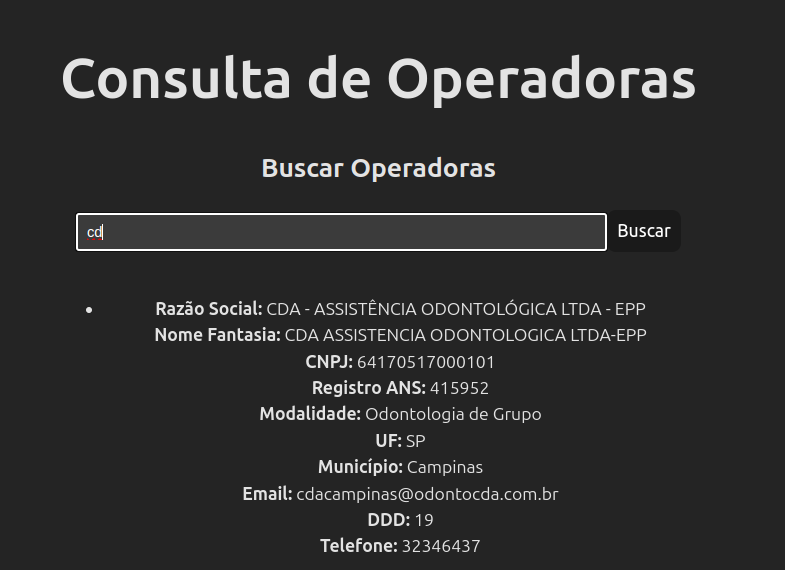 Consulta de Operadoras
Buscar Operadoras
cd
Buscar
Razão Social: CDA - ASSISTÊNCIA ODONTOLÓGICA LTDA - EPP
Nome Fantasia: CDA ASSISTENCIA ODONTOLOGICA LTDA-EPP
CNPJ: 64170517000101
Registro ANS: 415952
Modalidade: Odontologia de Grupo
UF: SP
Município: Campinas
Email: cdacampinas@odontocda.com.br
DDD: 19
Telefone: 32346437